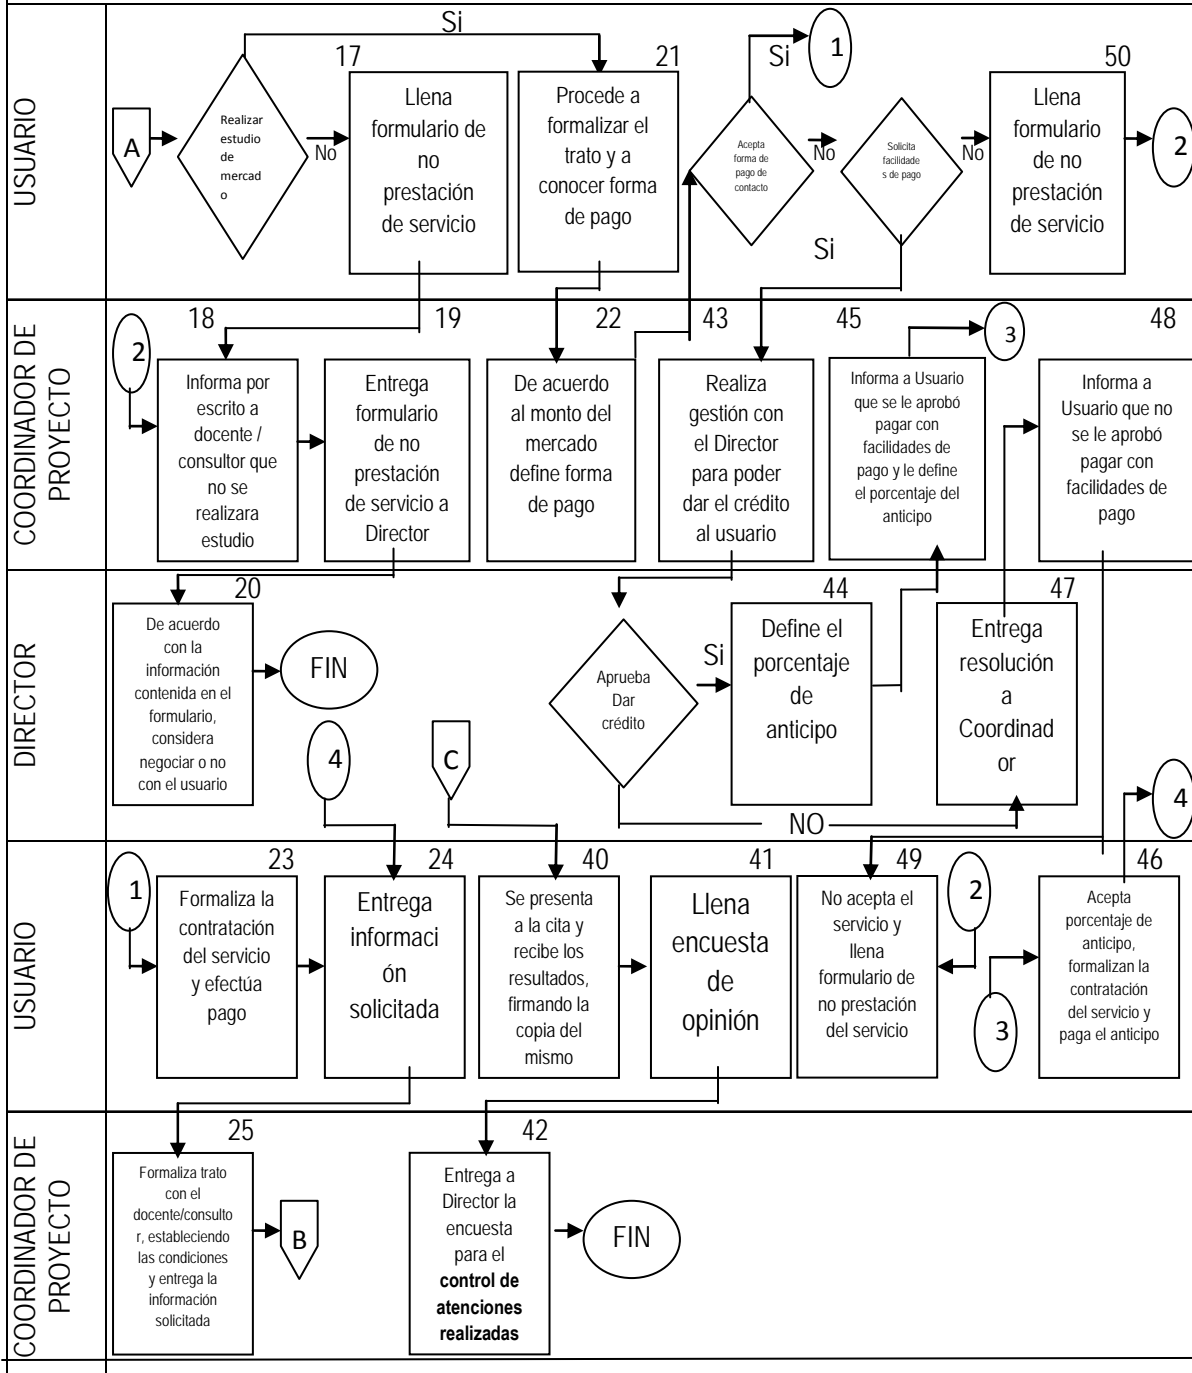 USUARIO
A
Realizar
estudio
de
mercad
o
Si
No
17
Llena
formulario de
no
prestación
de servicio
21
Procede a
formalizar el
trato y a
conocer forma
de pago
Acepta
forma de
pago de
contacto
Si
1
No
Solicita
facilidade
s de pago
Si
No
50
Llena
formulario
de no
prestación
de servicio
2
COORDINADOR DE
PROYECTO
2
18
Informa por
escrito a
docente /
consultor que
no se
realizara
estudio
19
Entrega
formulario
de no
prestación
de servicio a
Director
22
De acuerdo
al monto del
mercado
define forma
de pago
43
Realiza
gestión con
el Director
para poder
dar el crédito
al usuario
45
Informa a Usuario
que se le aprobó
pagar con
facilidades de
pago y le define
el porcentaje del
anticipo
3
48
Informa a
Usuario que no
se le aprobó
pagar con
facilidades de
pago
DIRECTOR
20
De acuerdo
con la
información
contenida en el
formulario,
considera
negociar o no
con el usuario
FIN
4
C
Aprueba
Dar
crédito
Si
NO
44
Define el
porcentaje
de
anticipo
47
Entrega
resolución
a
Coordinad
or
4
USUARIO
1
23
Formaliza la
contratación
del servicio
y efectúa
pago
24
Entrega
informaci
ón
solicitada
40
Se presenta
a la cita y
recibe los
resultados,
firmando la
copia del
mismo
41
Llena
encuesta
de
opinión
49
No acepta el
servicio y
llena
formulario de
no prestación
del servicio
2
3
46
Acepta
porcentaje de
anticipo,
formalizan la
contratación
del servicio y
paga el anticipo
COORDINADOR DE
PROYECTO
25
Formaliza trato
con el
docente/consulto
r, estableciendo
las condiciones
y entrega la
información
solicitada
B
42
Entrega a
Director la
encuesta
para el
control de
atenciones
realizadas
FIN